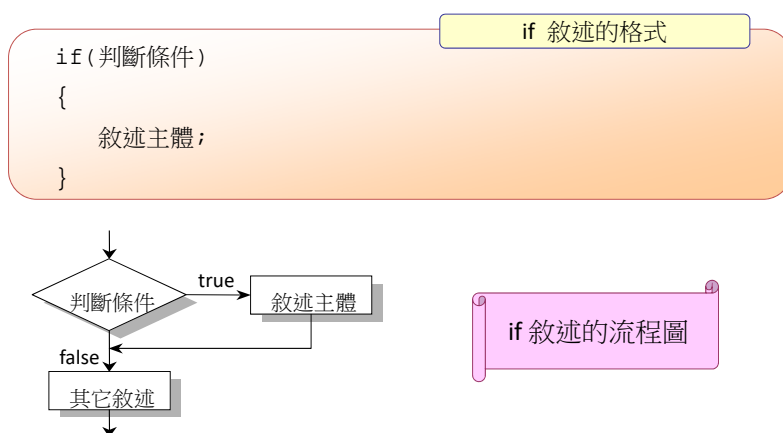 if 敘述的格式
if(判斷條件)
{
敘述主體;
}
判斷條件
true
敘述主體
false
其它敘述
if 敘述的流程圖